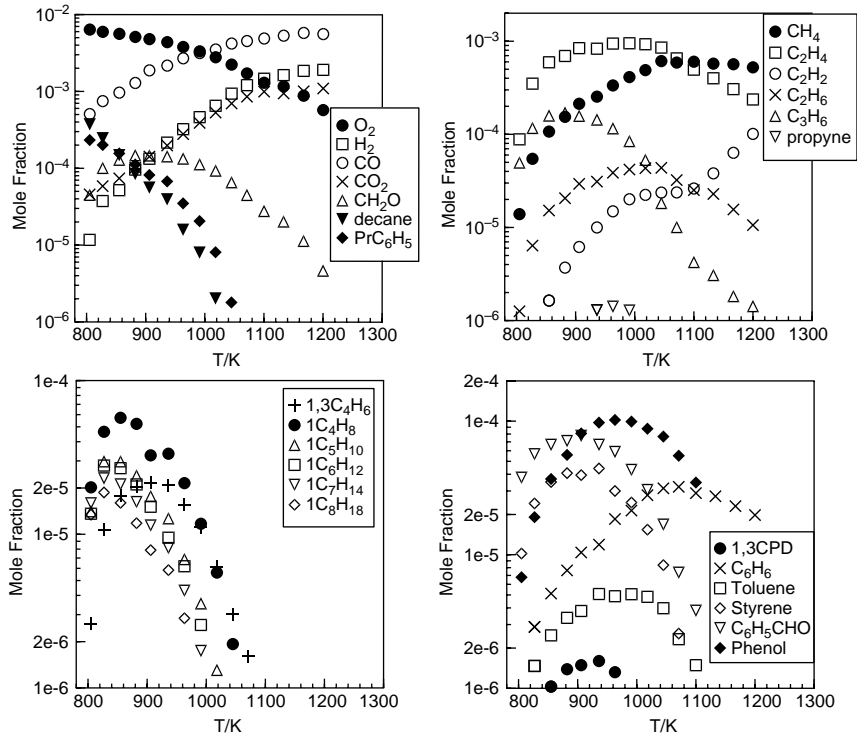 10⁻²
10⁻³
10⁻⁴
10⁻⁵
10⁻⁶
Mole Fraction
800 900 1000 1100 1200 1300
T/K
O₂
H₂
CO
CO₂
CH₂O
decane
PrC₆H₅
10⁻³
10⁻⁴
10⁻⁵
10⁻⁶
Mole Fraction
800 900 1000 1100 1200 1300
T/K
CH₄
C₂H₄
C₂H₂
C₂H₆
C₃H₆
propyne
1e-4
2e-5
1e-5
2e-6
1e-6
Mole Fraction
800 900 1000 1100 1200 1300
T/K
1,3C₄H₆
1C₄H₈
1C₅H₁₀
1C₆H₁₂
1C₇H₁₄
1C₈H₁₈
2e-4
1e-4
2e-5
1e-5
2e-6
1e-6
Mole Fraction
800 900 1000 1100 1200 1300
T/K
1,3CPD
C₆H₆
Toluene
Styrene
C₆H₅CHO
Phenol